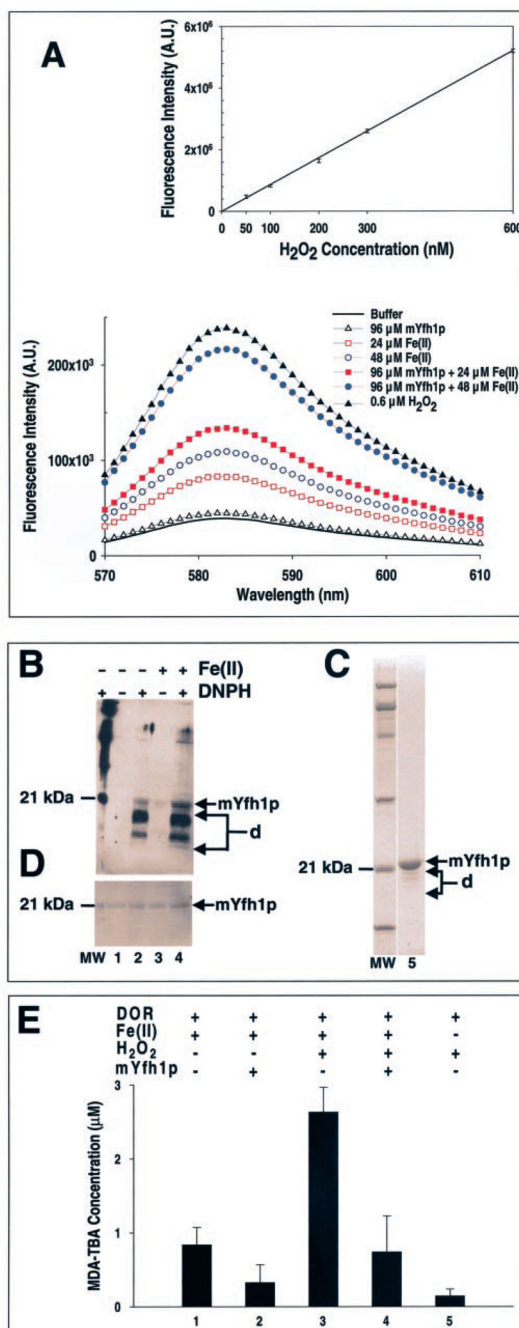 A
Fluorescence Intensity (A.U.)
6x10⁶
4x10⁶
2x10⁶
0
0 50 100 200 300 600
H₂O₂ Concentration (nM)
Fluorescence Intensity (A.U.)
200x10³
100x10³
0
Buffer
96 µM mYfh1p
24 µM Fe(II)
48 µM Fe(II)
96 µM mYfh1p + 24 µM Fe(II)
96 µM mYfh1p + 48 µM Fe(II)
0.6 µM H₂O₂
570 580 590 600 610
Wavelength (nm)
B
- - - + + Fe(II)
+ - + - + DNPH
21 kDa
mYfh1p
d
D
21 kDa
mYfh1p
MW 1 2 3 4
C
21 kDa
mYfh1p
d
MW 5
E
DOR + + + + +
Fe(II) + + + + -
H₂O₂ - - + + +
mYfh1p - + - + -
MDA-TBA Concentration (µM)
3
2
1
0
1 2 3 4 5